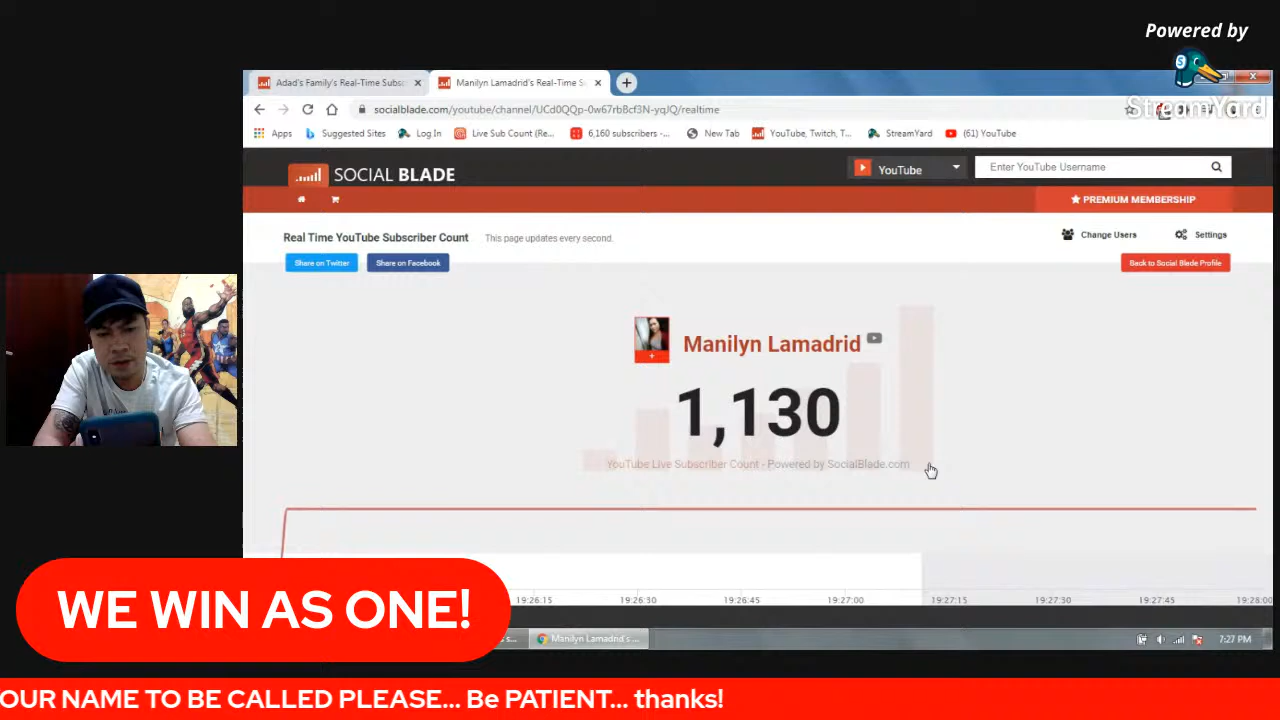 Powered by
StreamYard
Adad's Family's Real-Time Subsc
Manilyn Lamadrid's Real-Time S
socialblade.com/youtube/channel/UCd0QQp-0w67rbBcf3N-yqJQ/realtime
Apps
Suggested Sites
Log In
Live Sub Count (Re...
6,160 subscribers -...
New Tab
YouTube, Twitch, T...
StreamYard
(61) YouTube
SOCIAL BLADE
YouTube
Enter YouTube Username
PREMIUM MEMBERSHIP
Real Time YouTube Subscriber Count
This page updates every second.
Change Users
Settings
Share on Twitter
Share on Facebook
Back to Social Blade Profile
Manilyn Lamadrid
1,130
YouTube Live Subscriber Count - Powered by SocialBlade.com
19:26:15 19:26:30 19:26:45 19:27:00 19:27:15 19:27:30 19:27:45 19:28:00
WE WIN AS ONE!
Manilyn Lamadrid's ...
7:27 PM
OUR NAME TO BE CALLED PLEASE... Be PATIENT... thanks!